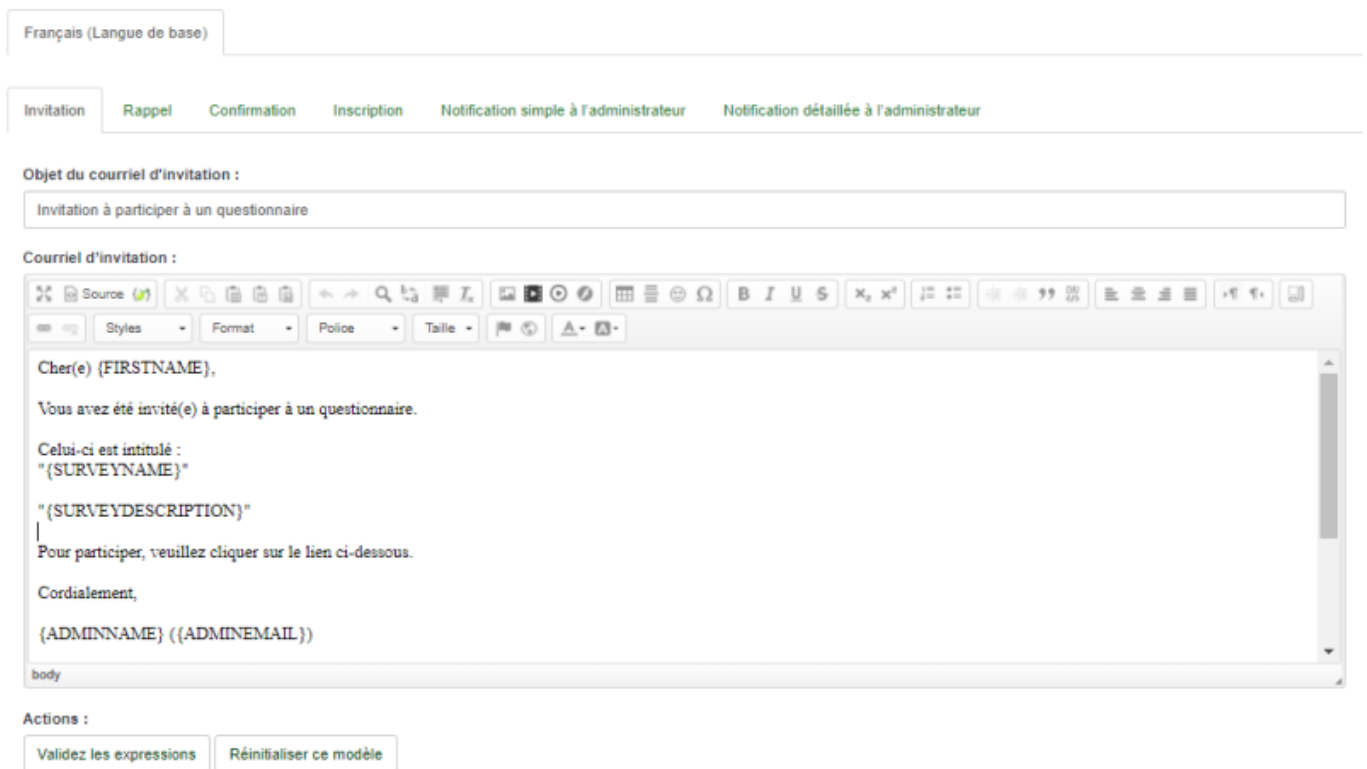 Français (Langue de base)
Invitation Rappel Confirmation Inscription Notification simple à l'administrateur Notification détaillée à l'administrateur
Objet du courriel d'invitation :
Invitation à participer à un questionnaire
Courriel d'invitation :
Source
B I U S
Styles Format Police Taille
Cher(e) {FIRSTNAME},
Vous avez été invité(e) à participer à un questionnaire.
Celui-ci est intitulé :
"{SURVEYNAME}"
"{SURVEYDESCRIPTION}"
Pour participer, veuillez cliquer sur le lien ci-dessous.
Cordialement,
{ADMINNAME} ({ADMINEMAIL})
body
Actions :
Validez les expressions Réinitialiser ce modèle